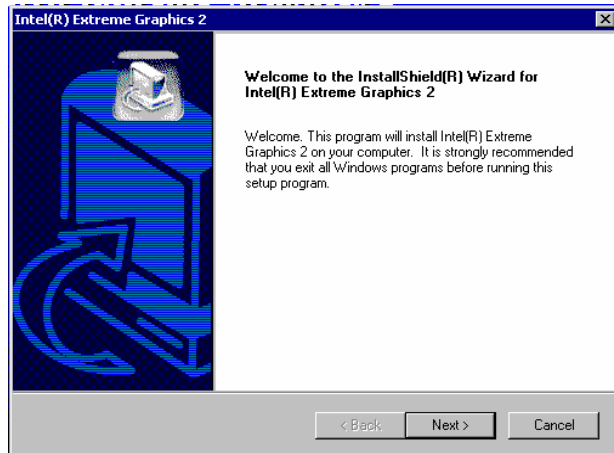 Intel(R) Extreme Graphics 2
Welcome to the InstallShield(R) Wizard for
Intel(R) Extreme Graphics 2
Welcome. This program will install Intel(R) Extreme
Graphics 2 on your computer. It is strongly recommended
that you exit all Windows programs before running this
setup program.
< Back
Next >
Cancel